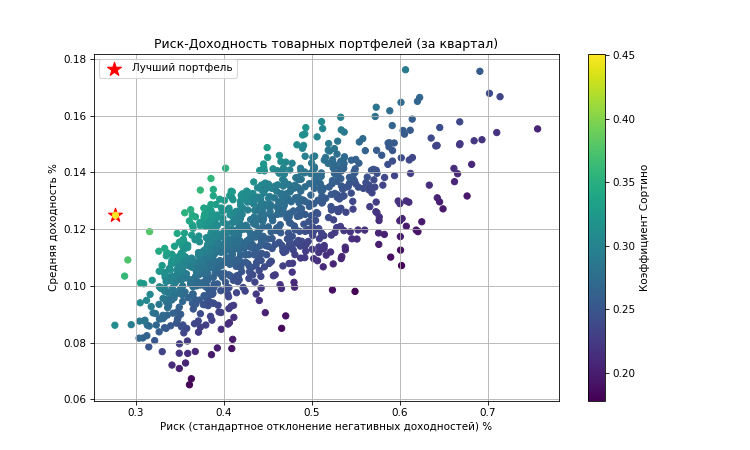 Риск-Доходность товарных портфелей (за квартал)
Лучший портфель
Средняя доходность %
0.18
0.16
0.14
0.12
0.10
0.08
0.06
0.3 0.4 0.5 0.6 0.7
Риск (стандартное отклонение негативных доходностей) %
0.45
0.40
0.35
0.30
0.25
0.20
Коэффициент Сортино